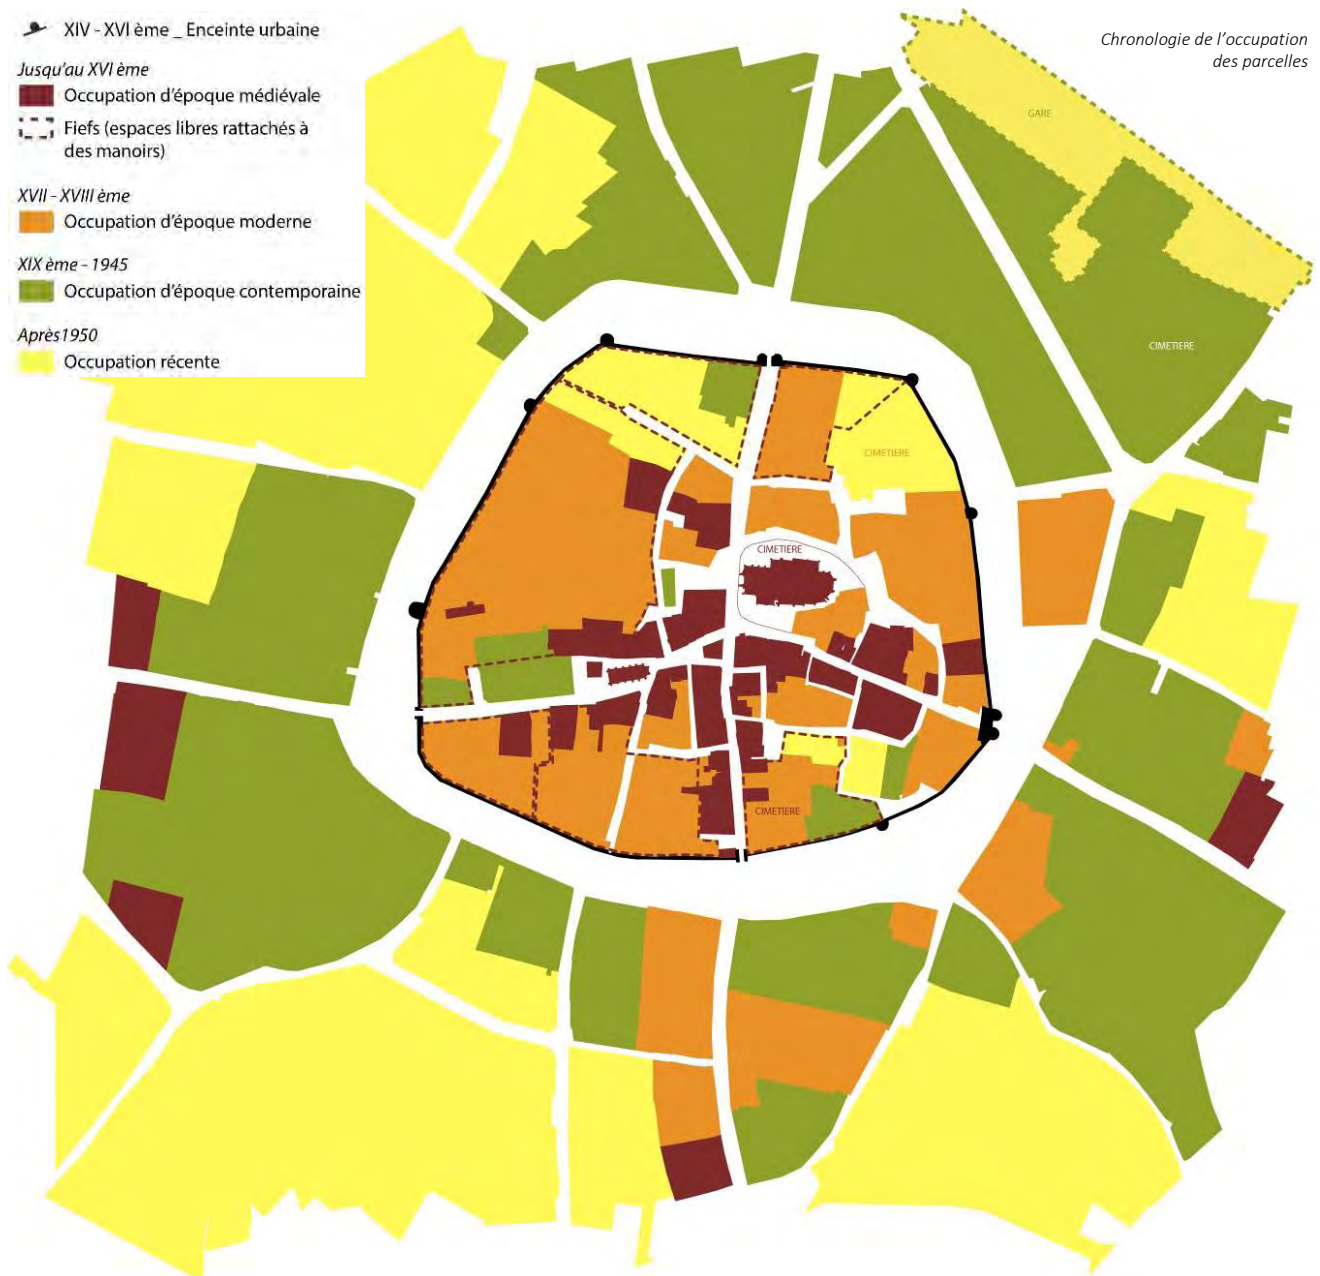 XIV - XVI ème _ Enceinte urbaine
Jusqu'au XVI ème
Occupation d'époque médiévale
Fiefs (espaces libres rattachés à
des manoirs)
XVII - XVIII ème
Occupation d'époque moderne
XIX ème - 1945
Occupation d'époque contemporaine
Après1950
Occupation récente
Chronologie de l'occupation
des parcelles
GARE
CIMETIERE
CIMETIERE
CIMETIERE
CIMETIERE